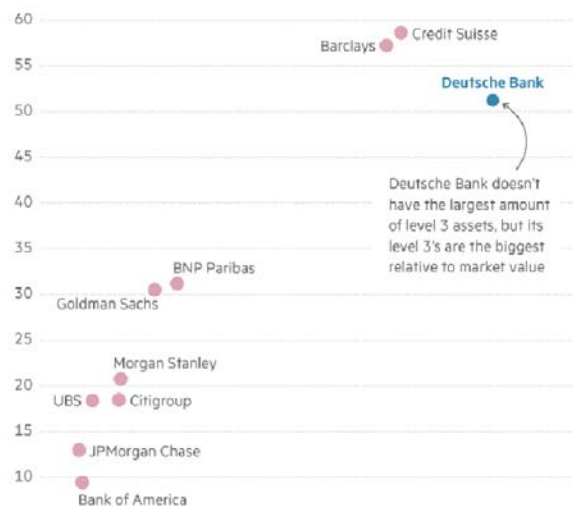 60
Credit Suisse
Barclays
55
Deutsche Bank
50
45
40
Deutsche Bank doesn't
have the largest amount
of level 3 assets, but its
level 3's are the biggest
relative to market value
35
BNP Paribas
30
Goldman Sachs
25
Morgan Stanley
20
UBS
Citigroup
15
JPMorgan Chase
10
Bank of America